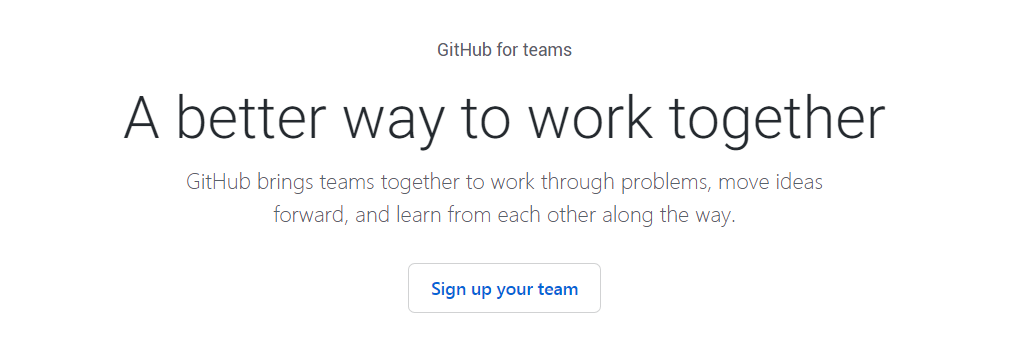 GitHub for teams
A better way to work together
GitHub brings teams together to work through problems, move ideas
forward, and learn from each other along the way.
Sign up your team